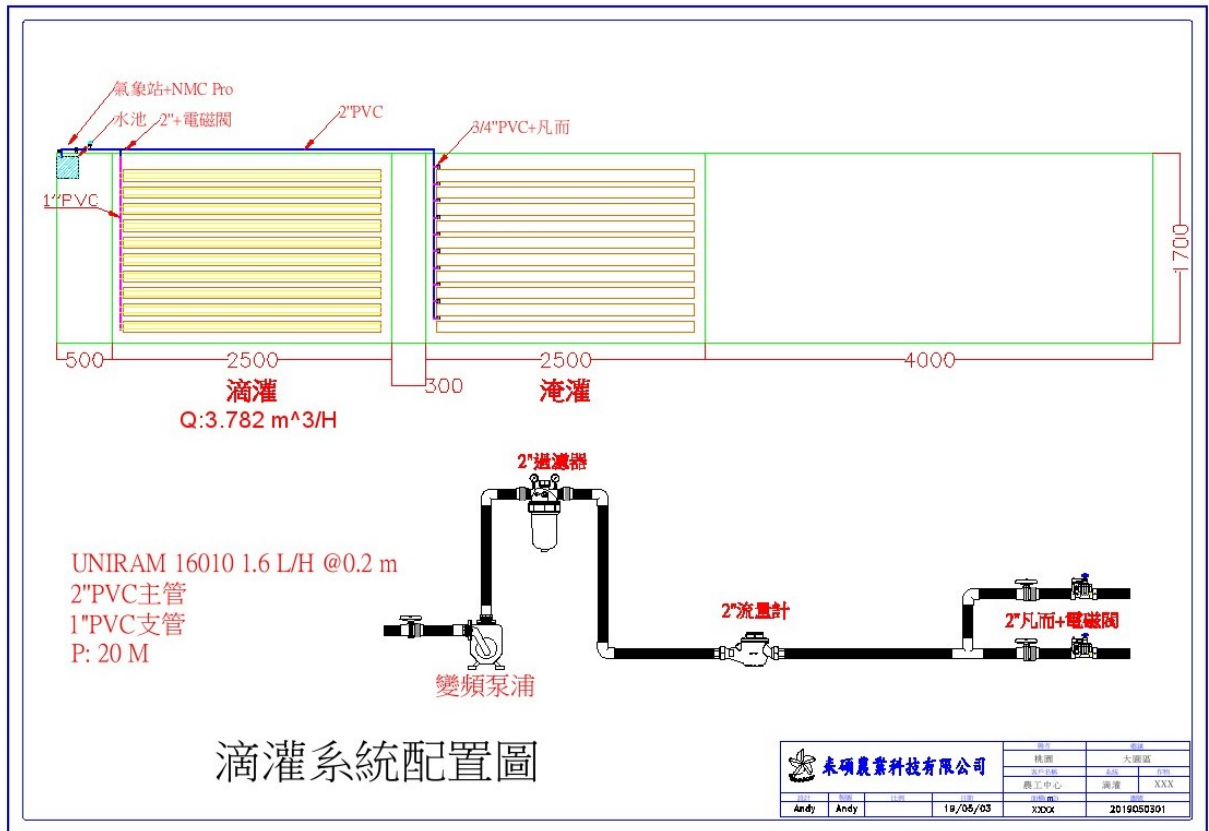 氣象站+NMC Pro
水池
2"+電磁閥
2"PVC
3/4"PVC+凡而
1"PVC
1700
500
2500
300
2500
4000
滴灌
淹灌
Q:3.782 m^3/H
2"過濾器
UNIRAM 16010 1.6 L/H @0.2 m
2"PVC主管
1"PVC支管
P: 20 M
2"流量計
2"凡而+電磁閥
變頻泵浦
滴灌系統配置圖
桃園
大園區
農工中心
滴灌
XXX
農業科技有限公司
Andy
Andy
19/05/03
XXXX
2019050301